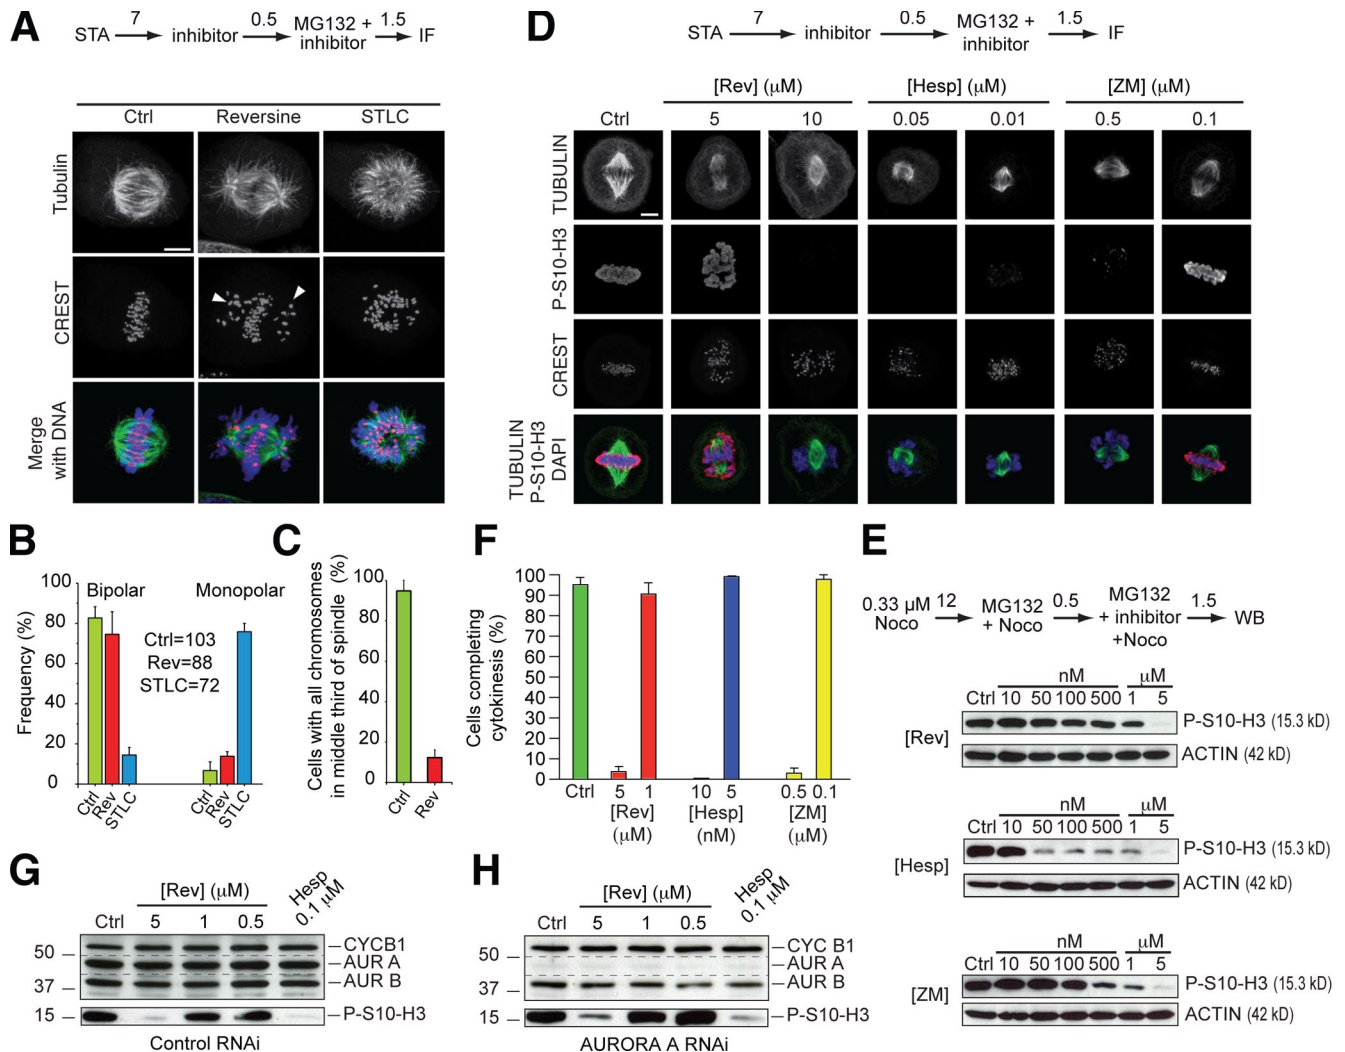 A
STA 7 inhibitor 0.5 MG132 + inhibitor 1.5 IF
Ctrl Reversine STLC
Tubulin
CREST
Merge with DNA
D
STA 7 inhibitor 0.5 MG132 + inhibitor 1.5 IF
[Rev] (μM) [Hesp] (μM) [ZM] (μM)
Ctrl 5 10 0.05 0.01 0.5 0.1
TUBULIN
P-S10-H3
CREST
TUBULIN
P-S10-H3
DAPI
B
Bipolar Monopolar
Frequency (%)
100
80
60
40
20
0
Ctrl=103
Rev=88
STLC=72
Ctrl Rev STLC Ctrl Rev STLC
C
Cells with all chromosomes
in middle third of spindle (%)
100
80
60
40
20
0
Ctrl Rev
F
Cells completing
cytokinesis (%)
100
90
80
70
60
50
40
30
20
10
0
Ctrl 5 1 10 5 0.5 0.1
[Rev] [Hesp] [ZM]
(μM) (nM) (μM)
E
0.33 μM Noco 12 MG132 + Noco 0.5 MG132 + inhibitor +Noco 1.5 WB
nM μM
Ctrl 10 50 100 500 1 5
[Rev]
P-S10-H3 (15.3 kD)
ACTIN (42 kD)
nM μM
Ctrl 10 50 100 500 1 5
[Hesp]
P-S10-H3 (15.3 kD)
ACTIN (42 kD)
nM μM
Ctrl 10 50 100 500 1 5
[ZM]
P-S10-H3 (15.3 kD)
ACTIN (42 kD)
G
[Rev] (μM) Hesp 0.1 μM
Ctrl 5 1 0.5
50
37
15
CYCB1
AUR A
AUR B
P-S10-H3
Control RNAi
H
[Rev] (μM) Hesp 0.1 μM
Ctrl 5 1 0.5
50
37
15
CYC B1
AUR A
AUR B
P-S10-H3
AURORA A RNAi